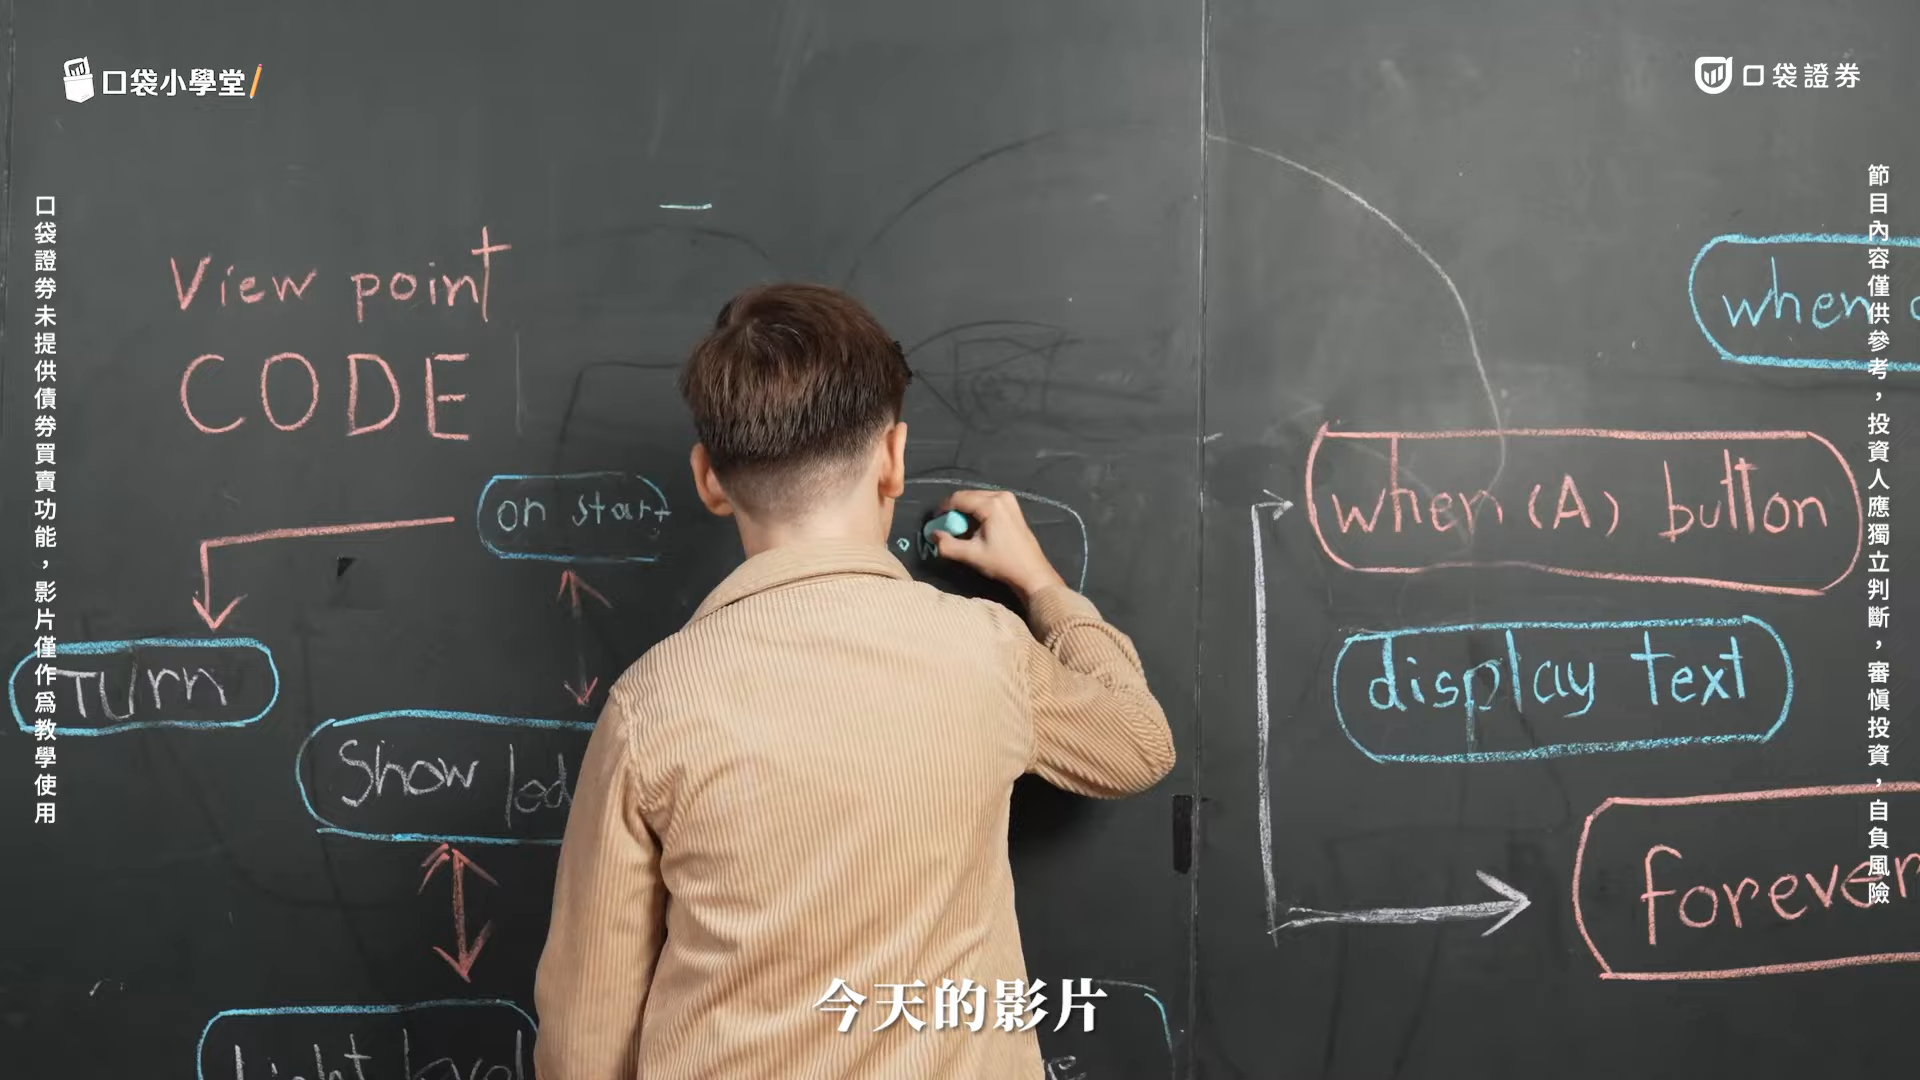 口袋小學堂
口袋證券
口袋證券未提供債券買賣功能，影片僅作為教學使用
節目內容僅供參考，投資人應獨立判斷，審慎投資，自負風險
View point
CODE
on start
Turn
Show led
when
when (A) button
display text
forever
今天的影片